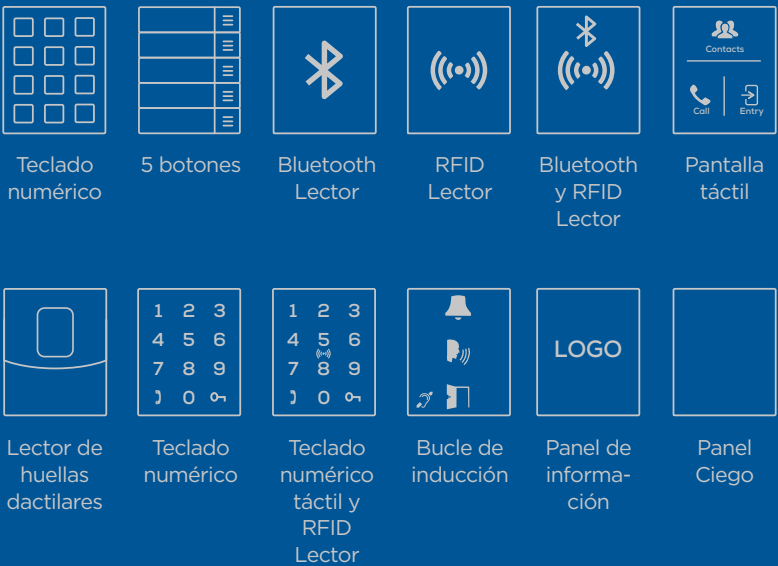 Contacts
Call
Entry
Teclado
numérico
5 botones
Bluetooth
Lector
RFID
Lector
Bluetooth
y RFID
Lector
Pantalla
táctil
1 2 3
4 5 6
7 8 9
0
1 2 3
4 5 6
7 8 9
0
LOGO
Lector de
huellas
dactilares
Teclado
numérico
Teclado
numérico
táctil y
RFID
Lector
Bucle de
inducción
Panel de
informa-
ción
Panel
Ciego